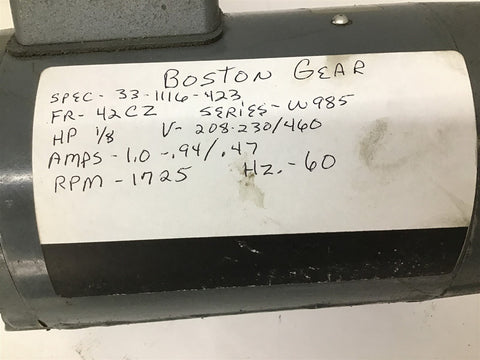 BOSTON GEAR
SPEC- 33-1116-423
FR- 42CZ SERIES- W985
HP 1/8 V- 208-230/460
AMPS-1.0-.94/.47
RPM-1725 Hz.-60